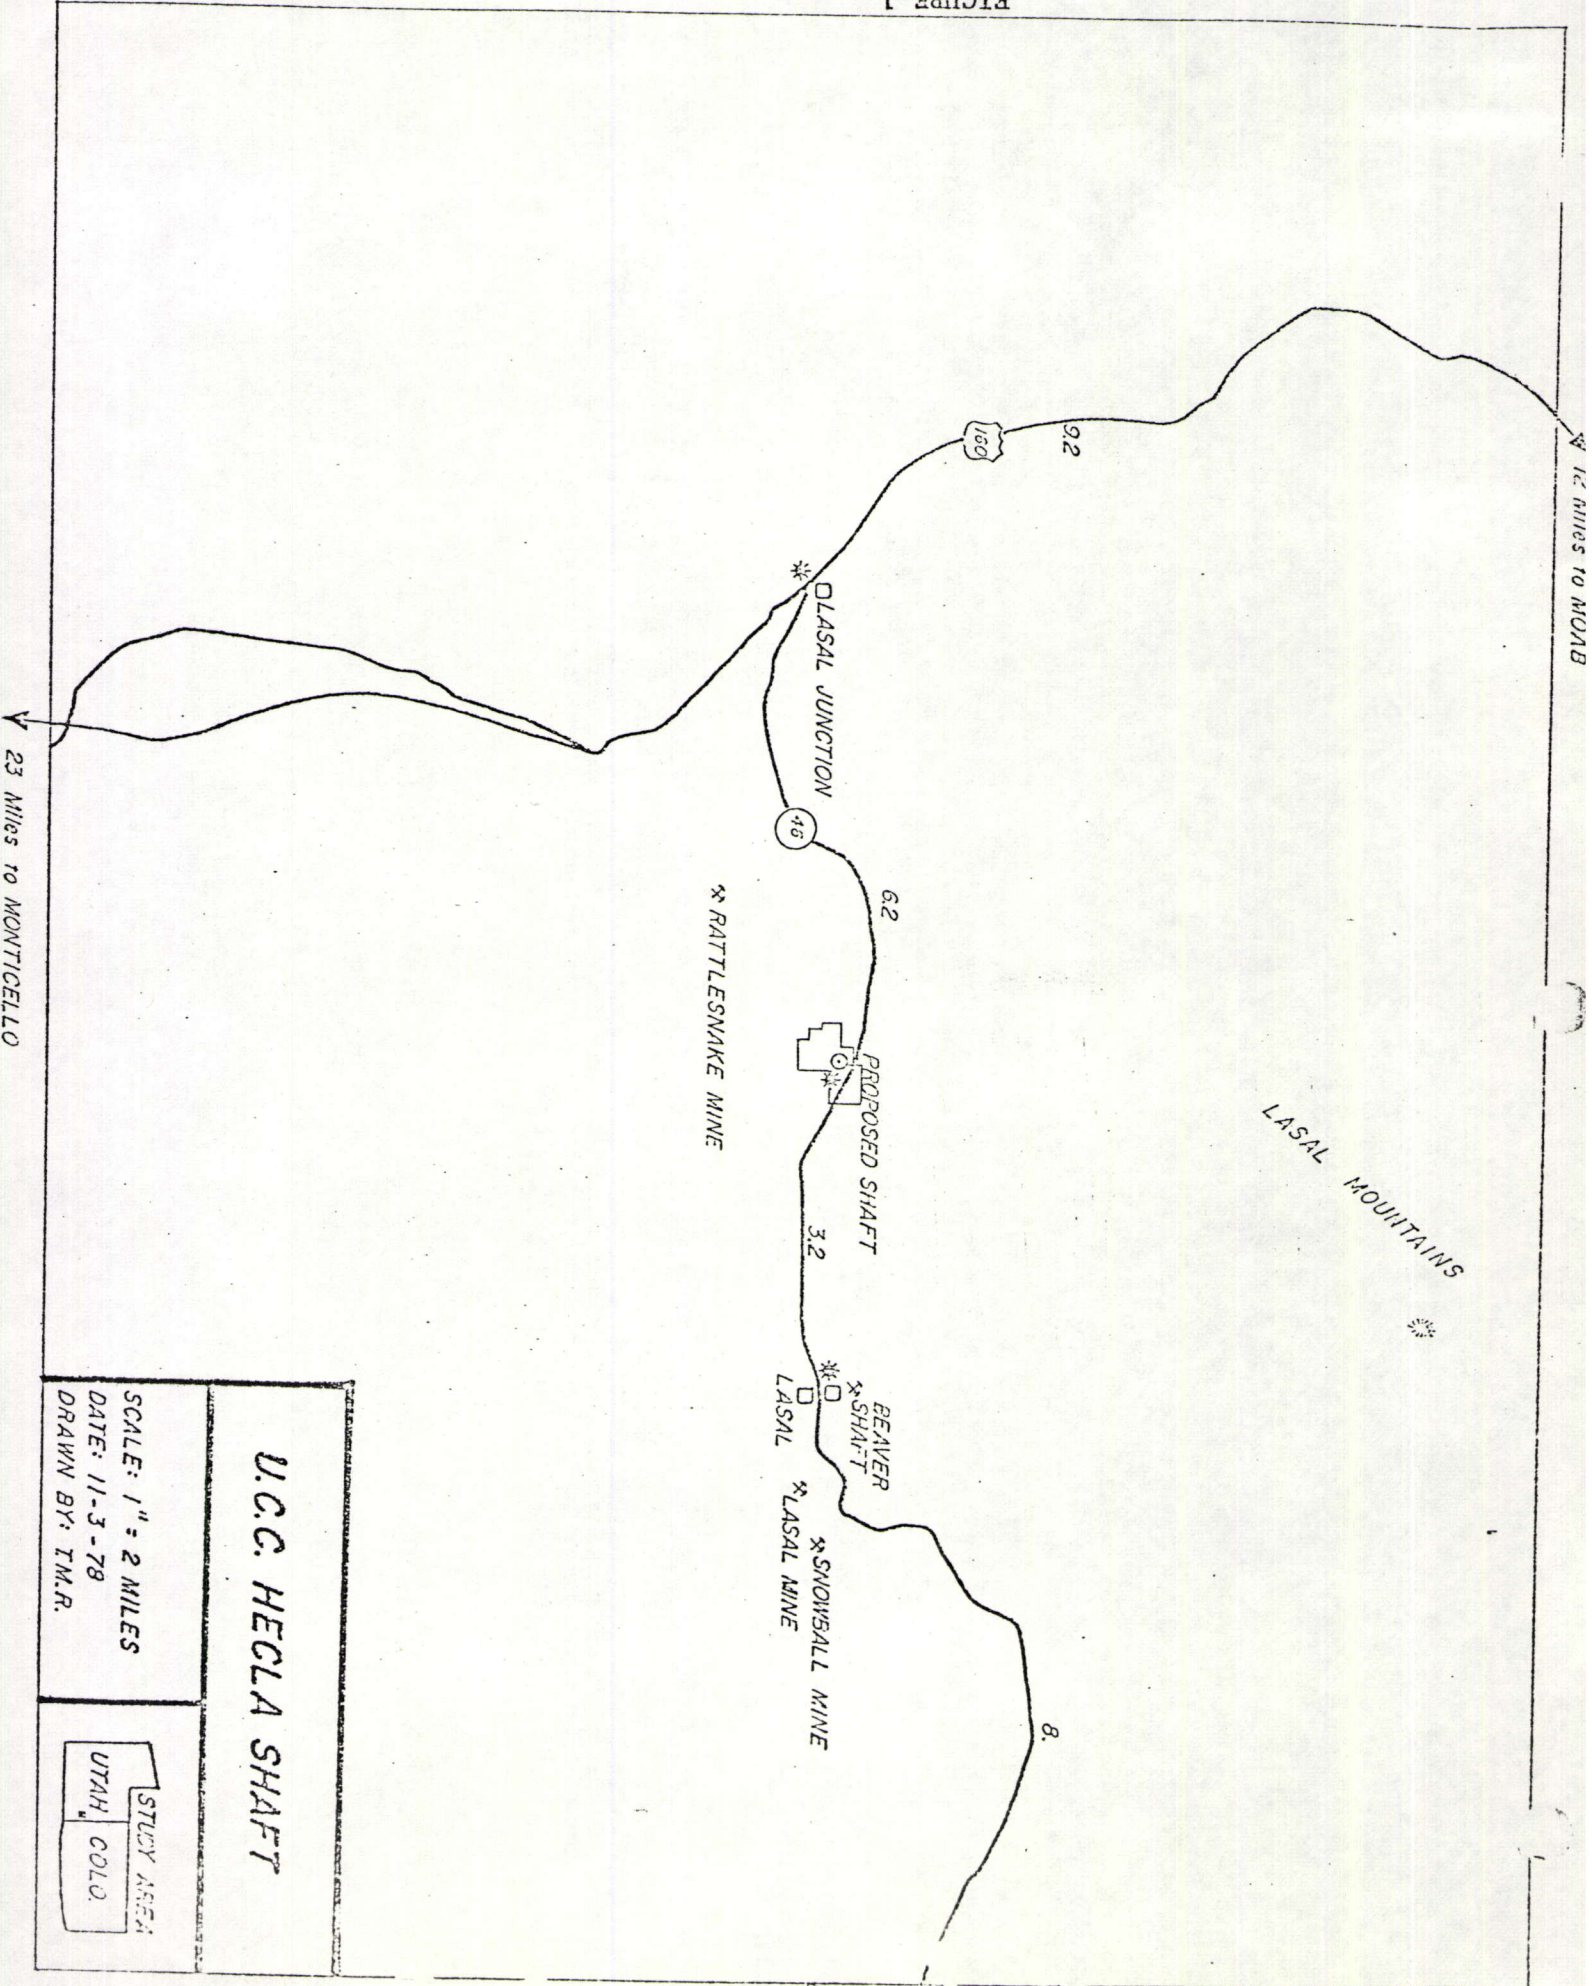 FIGURE 1
12 Miles to MOAB
LASAL MOUNTAINS
9.2
160
LASAL JUNCTION
46
6.2
PROPOSED SHAFT
3.2
BEAVER
SHAFT
LASAL
LASAL MINE
SNOWBALL MINE
8.
RATTLESNAKE MINE
23 Miles to MONTICELLO
U.C.C. HECLA SHAFT
SCALE: 1" = 2 MILES
DATE: 11-3-78
DRAWN BY: T.M.R.
STUDY AREA
UTAH
COLO.